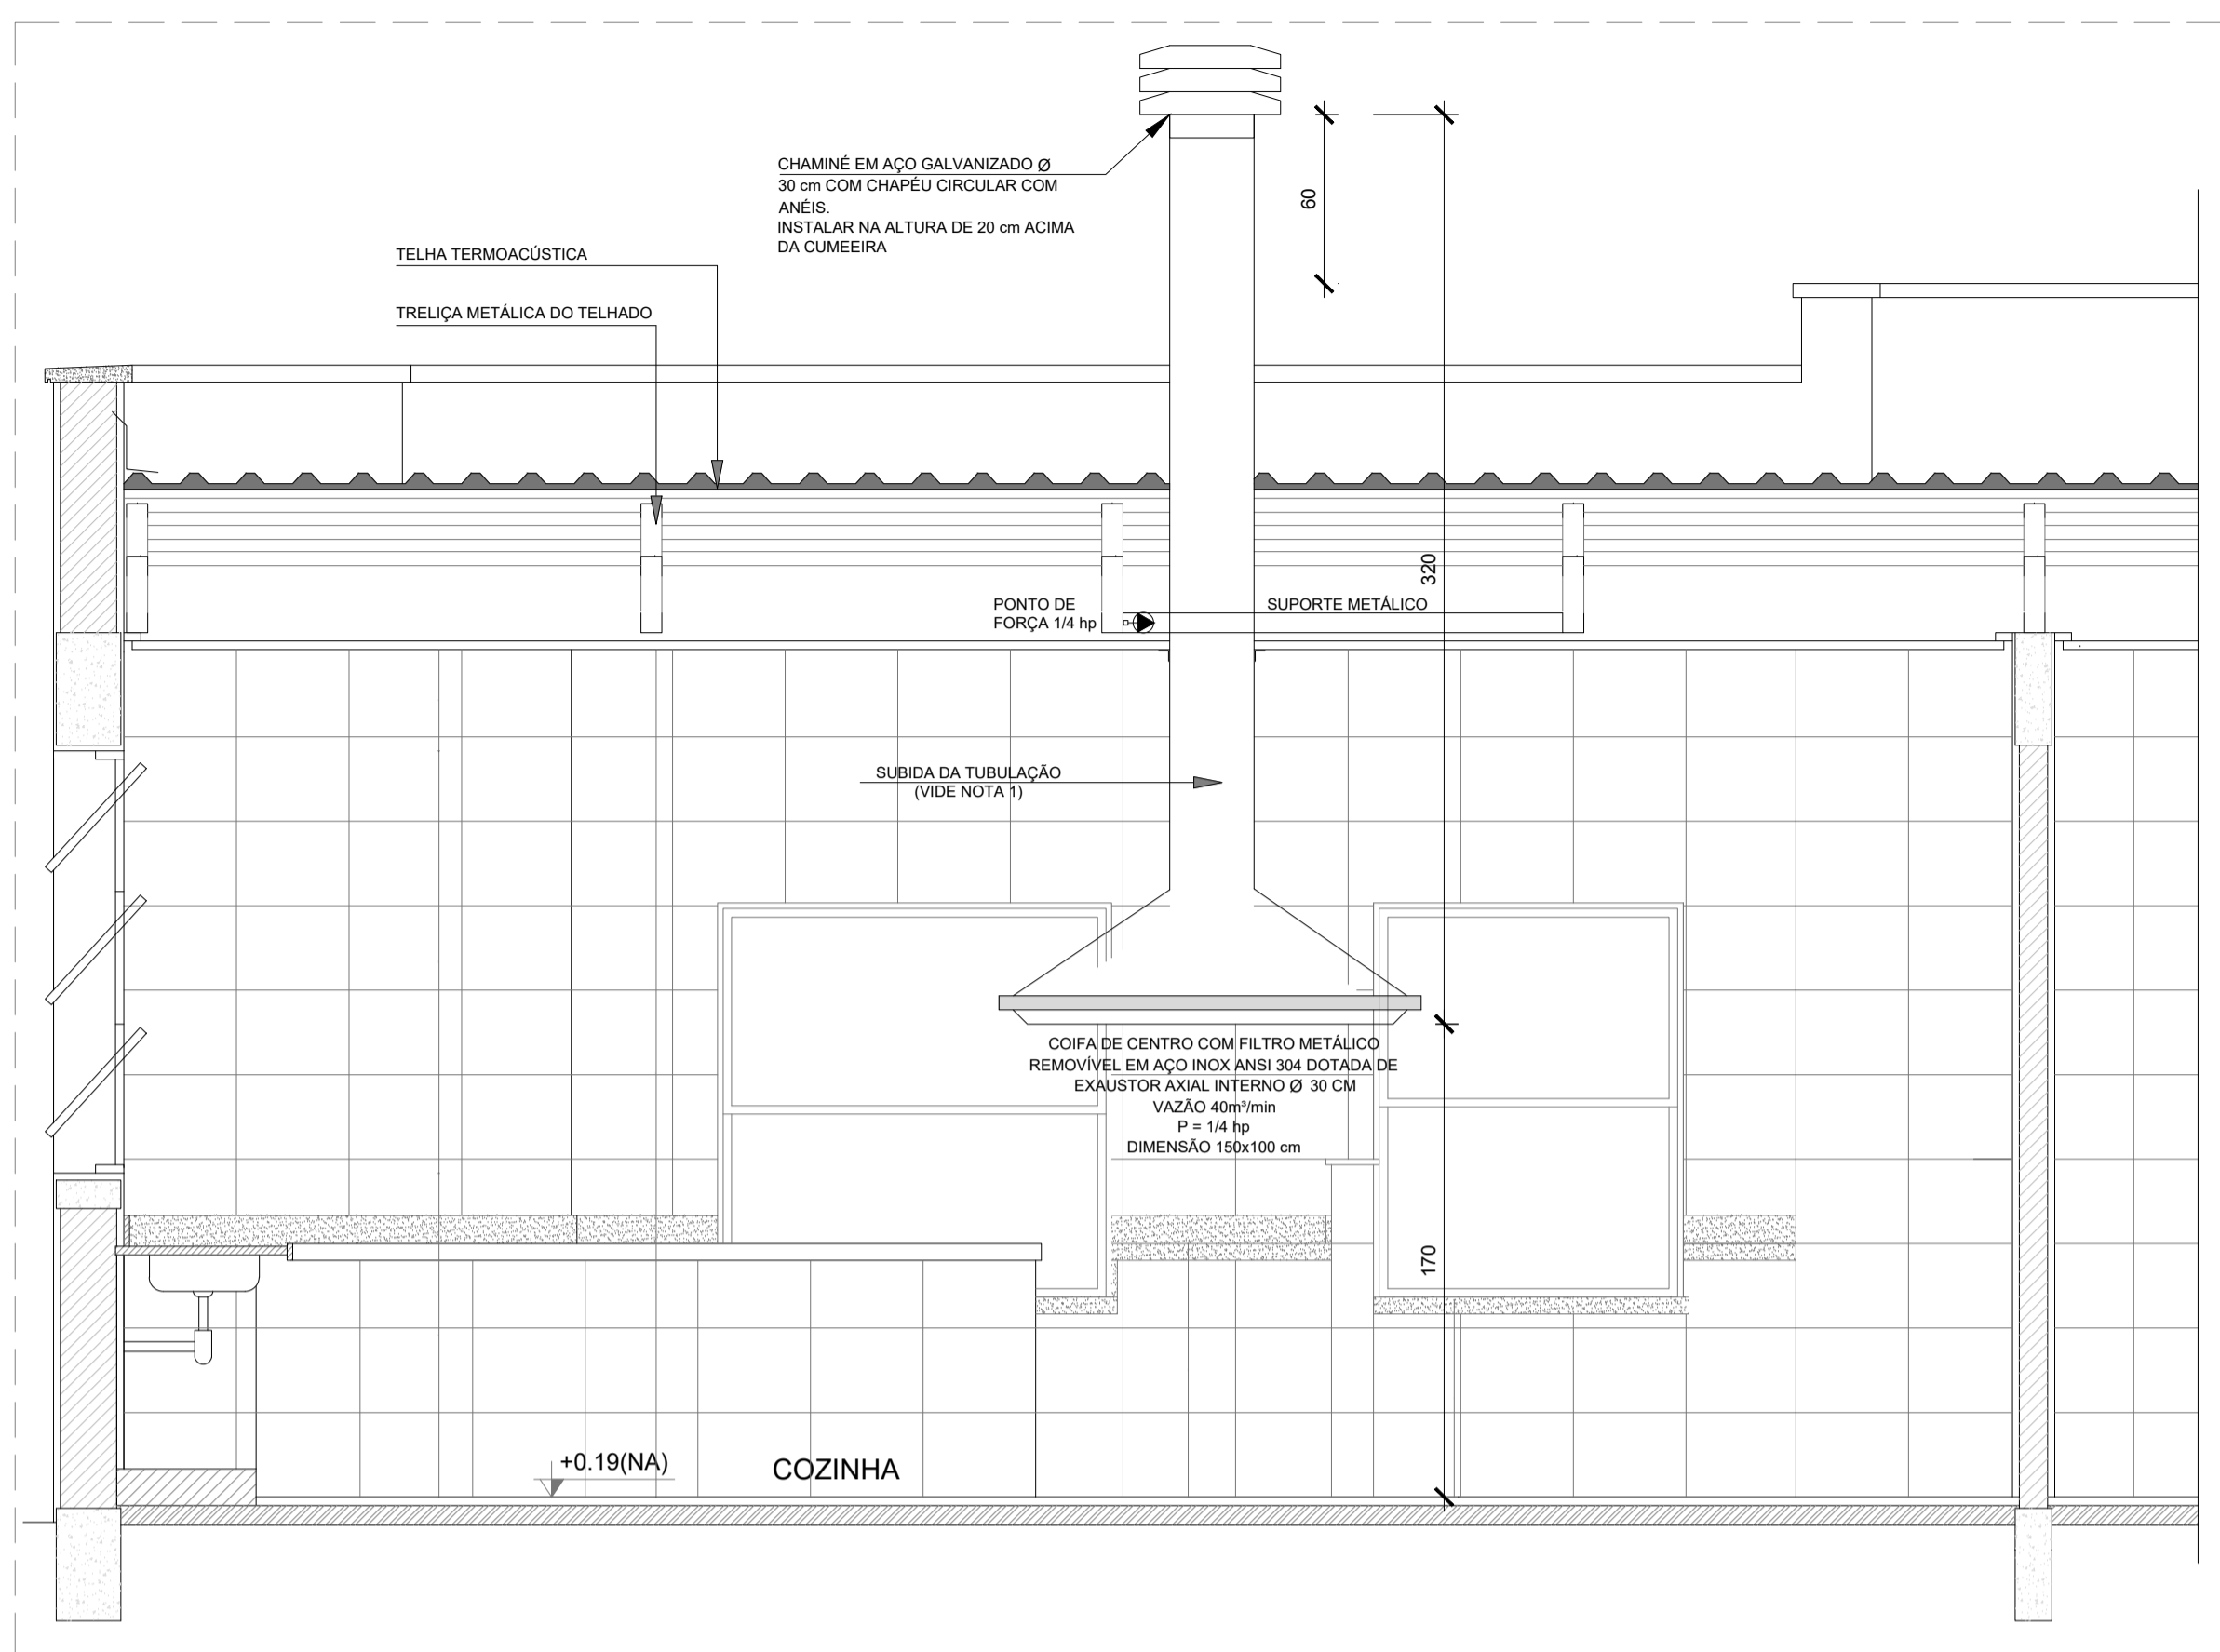 CHAMINÉ EM AÇO GALVANIZADO Ø
30 cm COM CHAPÉU CIRCULAR COM
ANÉIS.
INSTALAR NA ALTURA DE 20 cm ACIMA
DA CUMEEIRA
60
TELHA TERMOACÚSTICA
TRELIÇA METÁLICA DO TELHADO
320
PONTO DE
FORÇA 1/4 hp
SUPORTE METÁLICO
SUBIDA DA TUBULAÇÃO
(VIDE NOTA 1)
COIFA DE CENTRO COM FILTRO METÁLICO
REMOVÍVEL EM AÇO INOX ANSI 304 DOTADA DE
EXAUSTOR AXIAL INTERNO Ø 30 CM
VAZÃO 40m³/min
P = 1/4 hp
DIMENSÃO 150x100 cm
170
+0.19(NA)
COZINHA